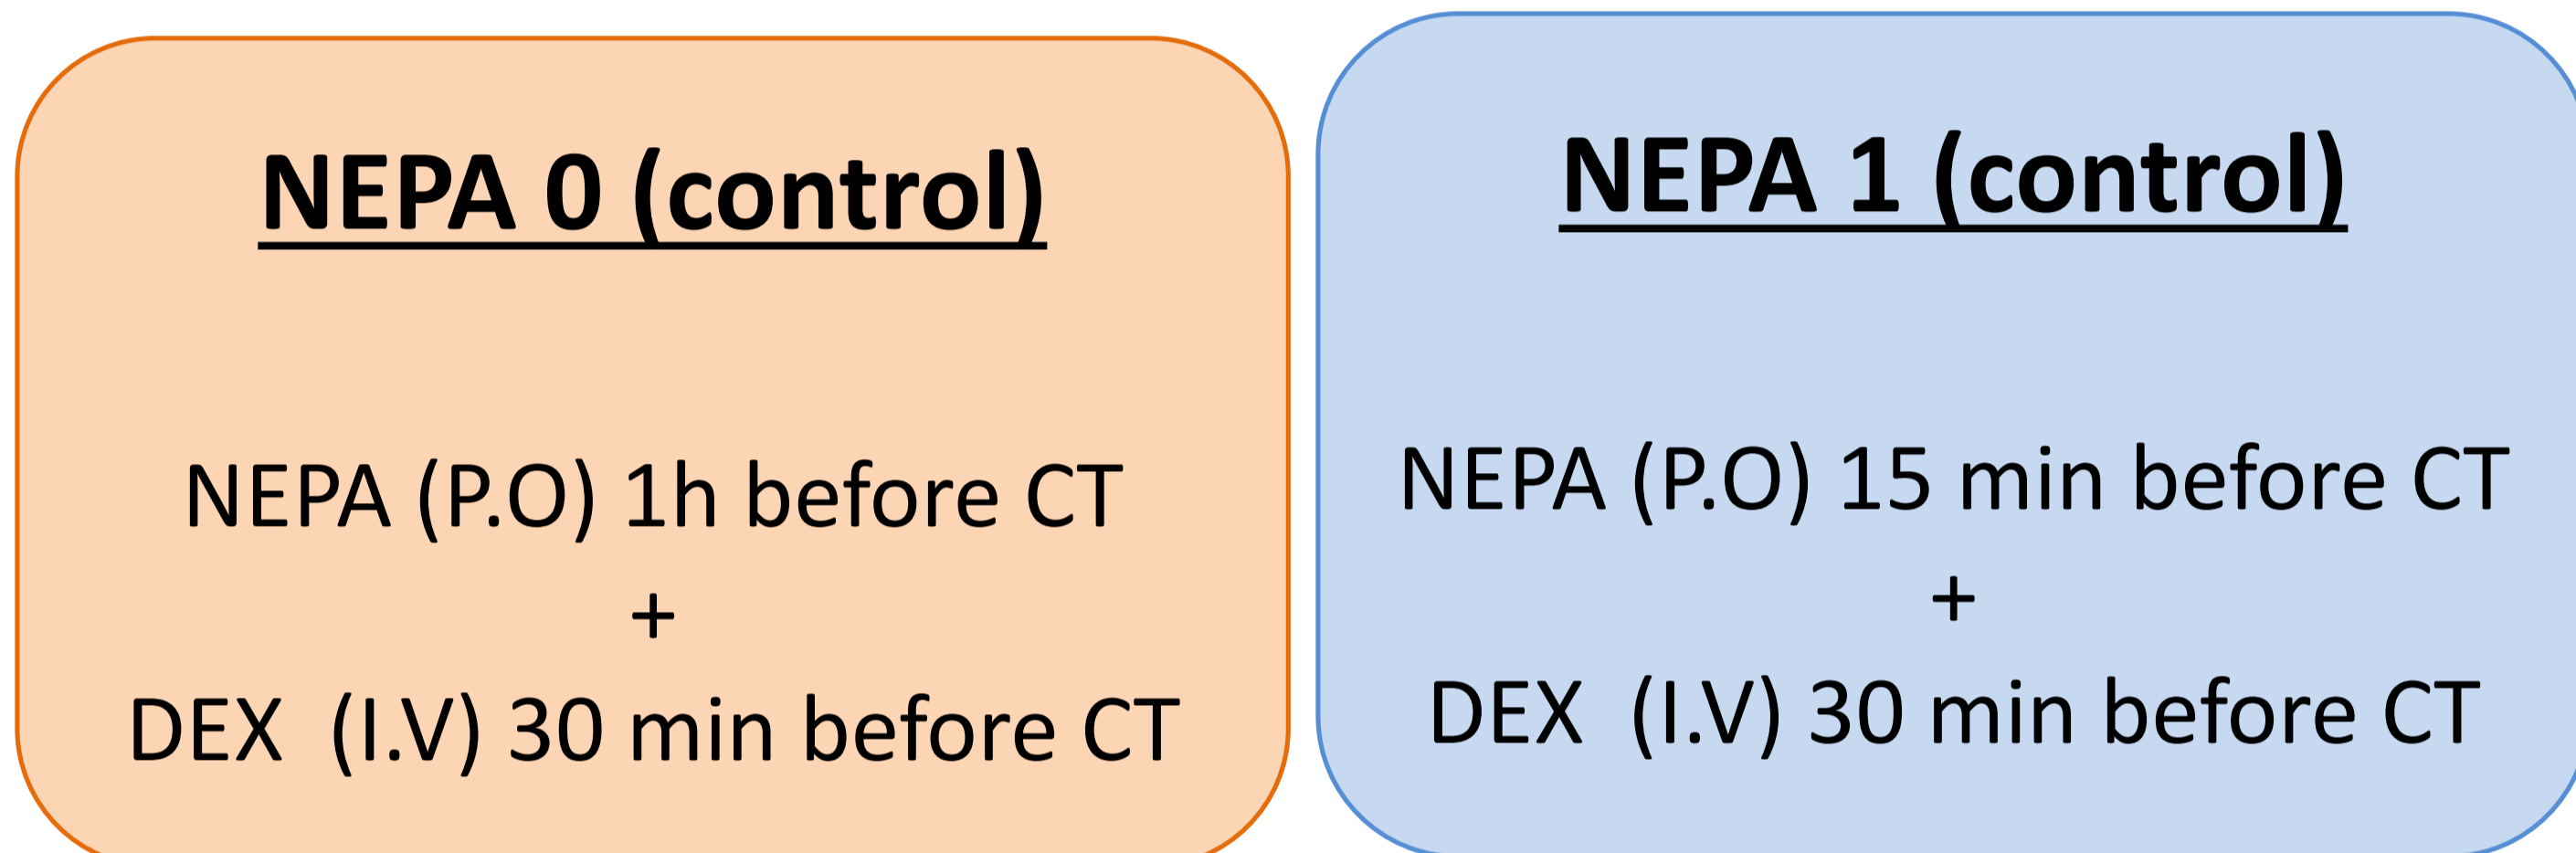 NEPA 0 (control)
NEPA (P.O) 1h before CT
+
DEX (I.V) 30 min before CT
NEPA 1 (control)
NEPA (P.O) 15 min before CT
+
DEX (I.V) 30 min before CT